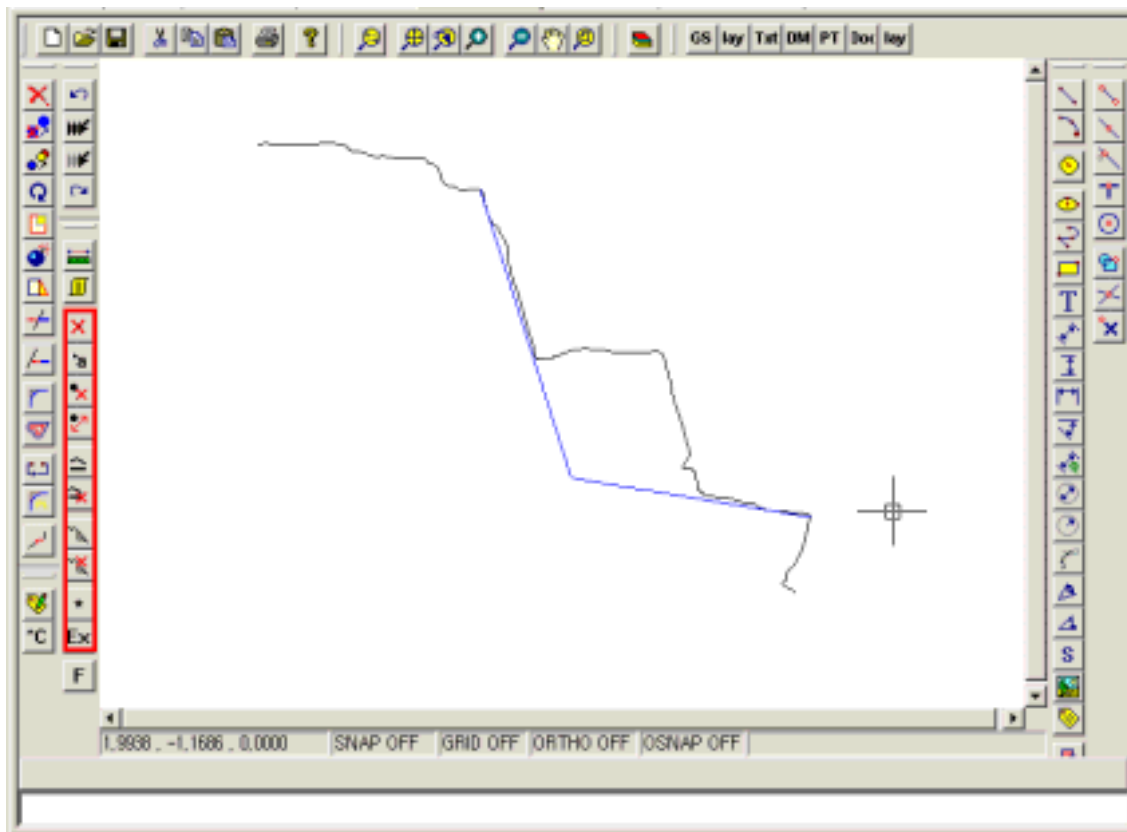 GS lay Txt DM PT Doc lay
T
°C
Ex
F
S
1.9938 , -1.1686 , 0.0000 SNAP OFF GRID OFF ORTHO OFF OSNAP OFF